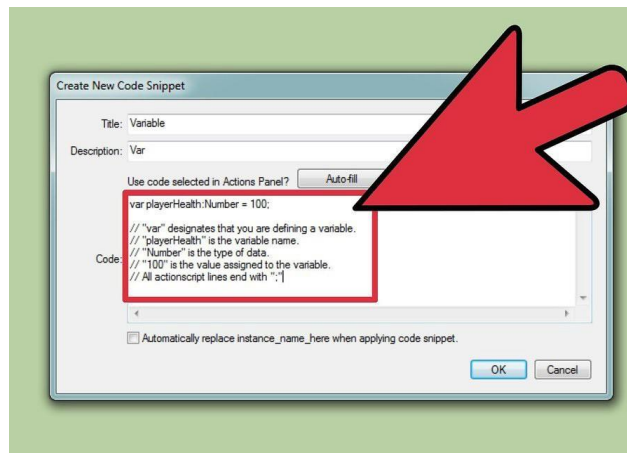 Create New Code Snippet
Title: Variable
Description: Var
Use code selected in Actions Panel? Auto-fill
var playerHealth:Number = 100;
// "var" designates that you are defining a variable.
// "playerHealth" is the variable name.
// "Number" is the type of data.
Code:
// "100" is the value assigned to the variable.
// All actionscript lines end with ";"
Automatically replace instance_name_here when applying code snippet.
OK Cancel